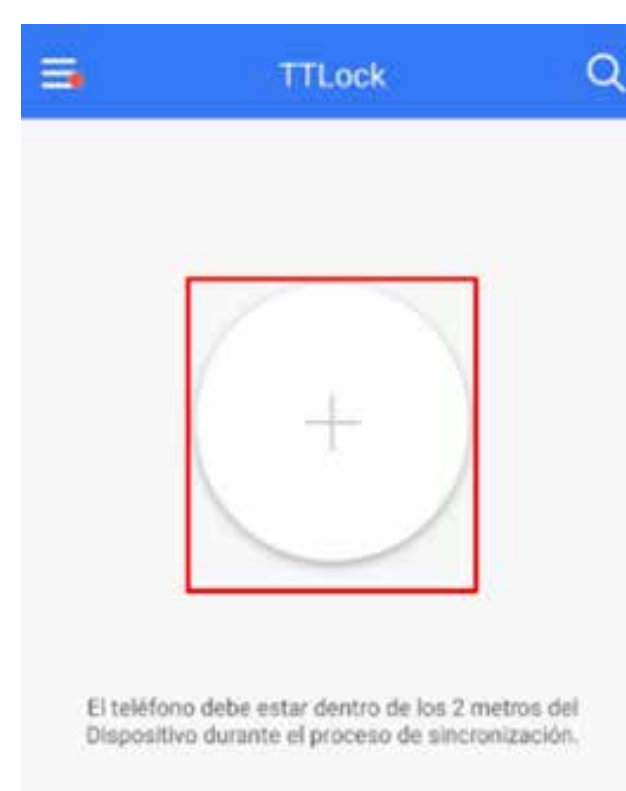 TTLock
El teléfono debe estar dentro de los 2 metros del
Dispositivo durante el proceso de sincronización.